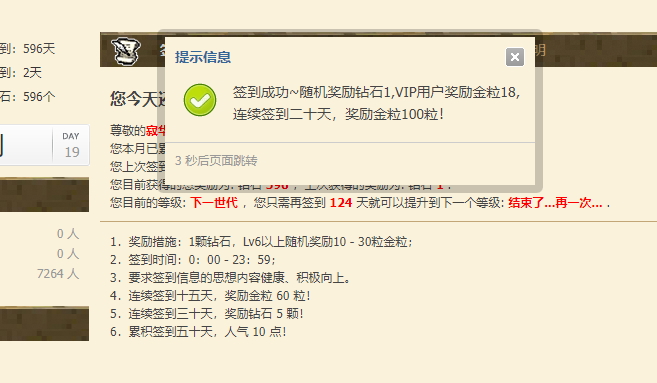 到：596天
到：2天
石：596个
DAY
19
0 人
0 人
7264 人
签
明
提示信息
签到成功~随机奖励钻石1,VIP用户奖励金粒18,
连续签到二十天，奖励金粒100粒！
3 秒后页面跳转
您今天还
尊敬的寂
您本月已累
您上次签到
您目前获得的总奖励为: 钻石 596 ，上次获得的奖励为: 钻石 1 .
您目前的等级: 下一世代 ，您只需再签到 124 天就可以提升到下一个等级: 结束了...再一次... .
1．奖励措施：1颗钻石，Lv6以上随机奖励10 - 30粒金粒；
2．签到时间：0：00 - 23：59；
3．要求签到信息的思想内容健康、积极向上。
4．连续签到十五天，奖励金粒 60 粒！
5．连续签到三十天，奖励钻石 5 颗！
6．累积签到五十天，人气 10 点！